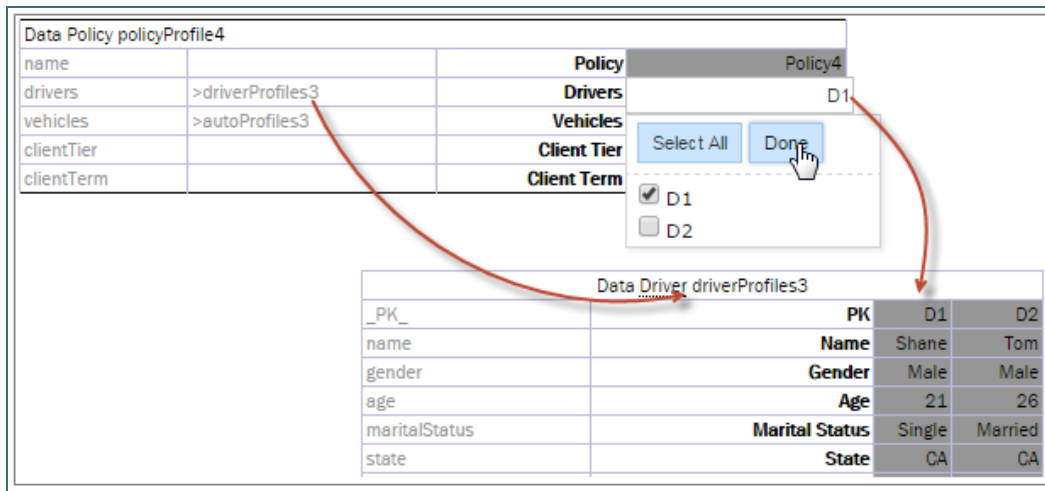 Data Policy policyProfile4
name Policy Policy4
drivers >driverProfiles3 Drivers D1
vehicles >autoProfiles3 Vehicles
clientTier Client Tier
clientTerm Client Term
Select All Done
D1
D2
Data Driver driverProfiles3
_PK_ PK D1 D2
name Name Shane Tom
gender Gender Male Male
age Age 21 26
maritalStatus Marital Status Single Married
state State CA CA